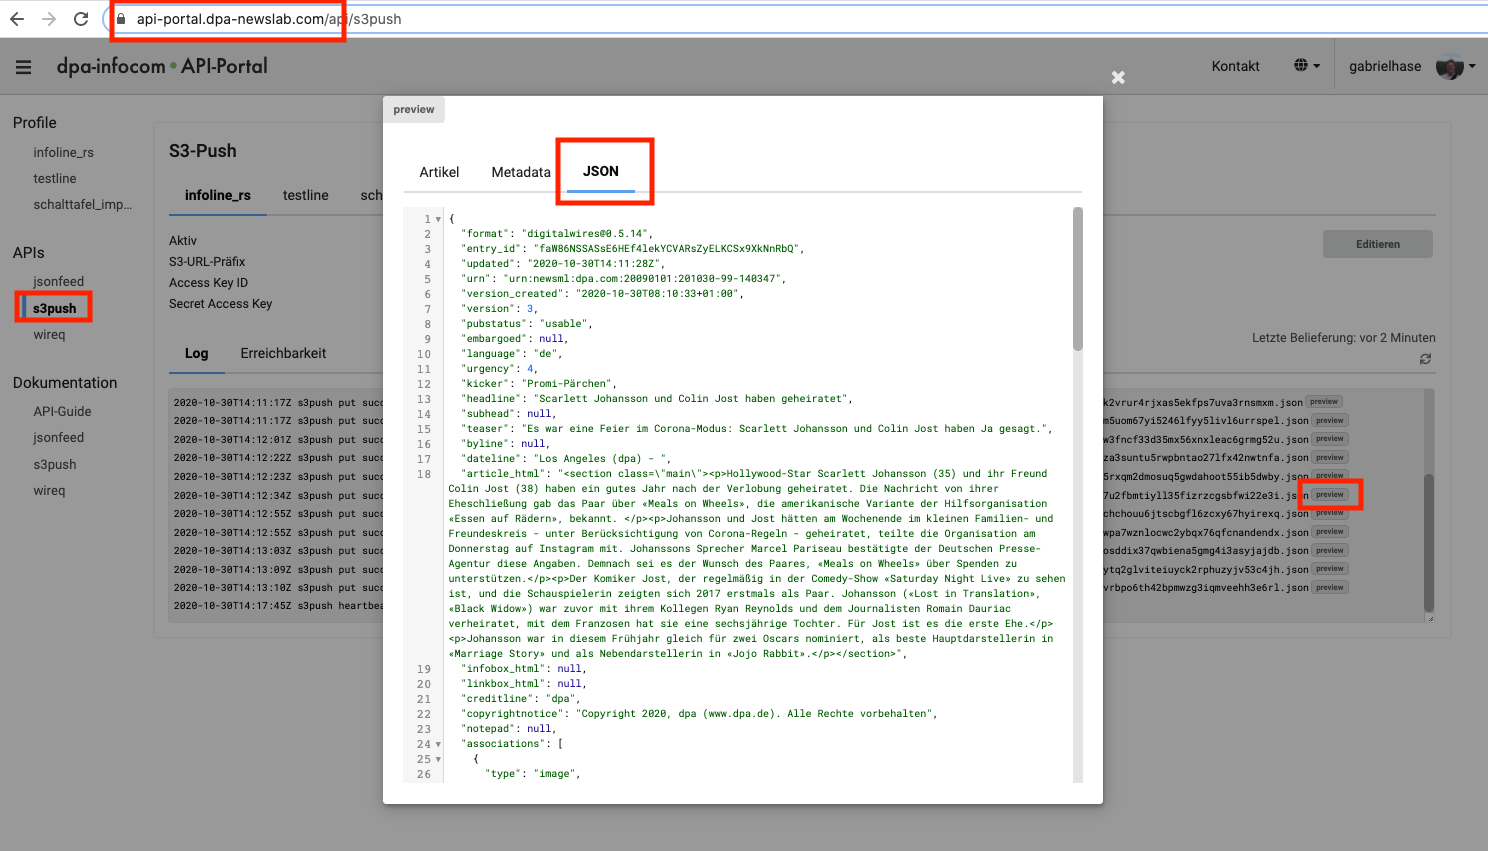 api-portal.dpa-newslab.com/api/s3push
dpa-infocom • API-Portal
Kontakt
gabrielhase
Profile
infoline_rs
testline
schalttafel_imp...
APIs
jsonfeed
s3push
wireq
Dokumentation
API-Guide
jsonfeed
s3push
wireq
S3-Push
infoline_rs testline sch
Aktiv
S3-URL-Präfix
Access Key ID
Secret Access Key
Editieren
Letzte Belieferung: vor 2 Minuten
Log Erreichbarkeit
2020-10-30T14:11:17Z s3push put succ
2020-10-30T14:11:17Z s3push put succ
2020-10-30T14:12:01Z s3push put succ
2020-10-30T14:12:22Z s3push put succ
2020-10-30T14:12:23Z s3push put succ
2020-10-30T14:12:34Z s3push put succ
2020-10-30T14:12:55Z s3push put succ
2020-10-30T14:12:55Z s3push put succ
2020-10-30T14:13:03Z s3push put succ
2020-10-30T14:13:09Z s3push put succ
2020-10-30T14:13:10Z s3push put succ
2020-10-30T14:17:45Z s3push heartbea
k2vrur4rjxas5ekfps7uva3rnsmxm.json preview
m5uom67yi5246lfyy5livl6urrspel.json preview
w3fncf33d35mx56xnxleac6grmg52u.json preview
za3suntu5rwpbntao27lfx42nwtnfa.json preview
5rxqm2dmosuq5gwdahoot55ib5dwby.json preview
7u2fbmtiyll35fizrzcgsbfwi22e3i.json preview
chchouu6jtscbgfl6zcxy67hyirexq.json preview
wpa7wznlocwc2ybqx76qfcnandendx.json preview
osddix37qwbiena5gmg4i3asyjajdb.json preview
ytq2glviteiuyck2rphuzyjv53c4jh.json preview
vrbpo6th42bpmwzg3iqmveehh3e6rl.json preview
preview
Artikel Metadata JSON
1 {
2 "format": "digitalwires@0.5.14",
3 "entry_id": "faW86NSSASsE6HEf4lekYCVARsZyELKCSx9XkNnRbQ",
4 "updated": "2020-10-30T14:11:28Z",
5 "urn": "urn:newsml:dpa.com:20090101:201030-99-140347",
6 "version_created": "2020-10-30T08:10:33+01:00",
7 "version": 3,
8 "pubstatus": "usable",
9 "embargoed": null,
10 "language": "de",
11 "urgency": 4,
12 "kicker": "Promi-Pärchen",
13 "headline": "Scarlett Johansson und Colin Jost haben geheiratet",
14 "subhead": null,
15 "teaser": "Es war eine Feier im Corona-Modus: Scarlett Johansson und Colin Jost haben Ja gesagt.",
16 "byline": null,
17 "dateline": "Los Angeles (dpa) - ",
18 "article_html": "<section class=\"main\"><p>Hollywood-Star Scarlett Johansson (35) und ihr Freund
Colin Jost (38) haben ein gutes Jahr nach der Verlobung geheiratet. Die Nachricht von ihrer
Eheschließung gab das Paar über «Meals on Wheels», die amerikanische Variante der Hilfsorganisation
«Essen auf Rädern», bekannt. </p><p>Johansson und Jost hätten am Wochenende im kleinen Familien- und
Freundeskreis - unter Berücksichtigung von Corona-Regeln - geheiratet, teilte die Organisation am
Donnerstag auf Instagram mit. Johanssons Sprecher Marcel Pariseau bestätigte der Deutschen Presse-
Agentur diese Angaben. Demnach sei es der Wunsch des Paares, «Meals on Wheels» über Spenden zu
unterstützen.</p><p>Der Komiker Jost, der regelmäßig in der Comedy-Show «Saturday Night Live» zu sehen
ist, und die Schauspielerin zeigten sich 2017 erstmals als Paar. Johansson («Lost in Translation»,
«Black Widow») war zuvor mit ihrem Kollegen Ryan Reynolds und dem Journalisten Romain Dauriac
verheiratet, mit dem Franzosen hat sie eine sechsjährige Tochter. Für Jost ist es die erste Ehe.</p>
<p>Johansson war in diesem Frühjahr gleich für zwei Oscars nominiert, als beste Hauptdarstellerin in
«Marriage Story» und als Nebendarstellerin in «Jojo Rabbit».</p></section>",
19 "infobox_html": null,
20 "linkbox_html": null,
21 "creditline": "dpa",
22 "copyrightnotice": "Copyright 2020, dpa (www.dpa.de). Alle Rechte vorbehalten",
23 "notepad": null,
24 "associations": [
25 {
26 "type": "image",